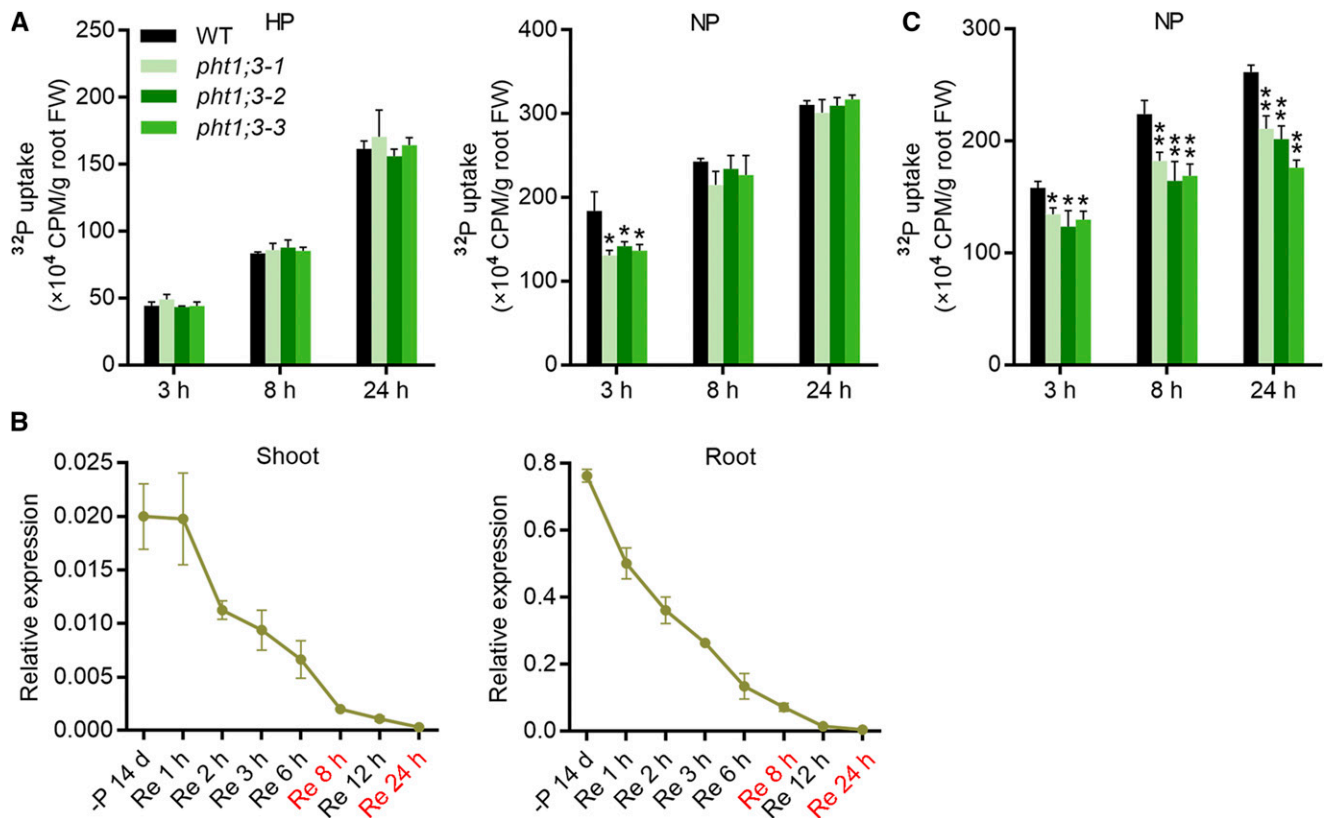 A
HP
WT
pht1;3-1
pht1;3-2
pht1;3-3
³²P uptake
(×10⁴ CPM/g root FW)
250
200
150
100
50
0
3 h
8 h
24 h
NP
³²P uptake
(×10⁴ CPM/g root FW)
400
300
200
100
0
*
*
*
3 h
8 h
24 h
C
NP
³²P uptake
(×10⁴ CPM/g root FW)
300
200
100
0
*
*
*
**
**
**
**
**
**
3 h
8 h
24 h
B
Shoot
Relative expression
0.025
0.020
0.015
0.010
0.005
0.000
-P 14 d
Re 1 h
Re 2 h
Re 3 h
Re 6 h
Re 8 h
Re 12 h
Re 24 h
Root
Relative expression
0.8
0.6
0.4
0.2
0.0
-P 14 d
Re 1 h
Re 2 h
Re 3 h
Re 6 h
Re 8 h
Re 12 h
Re 24 h